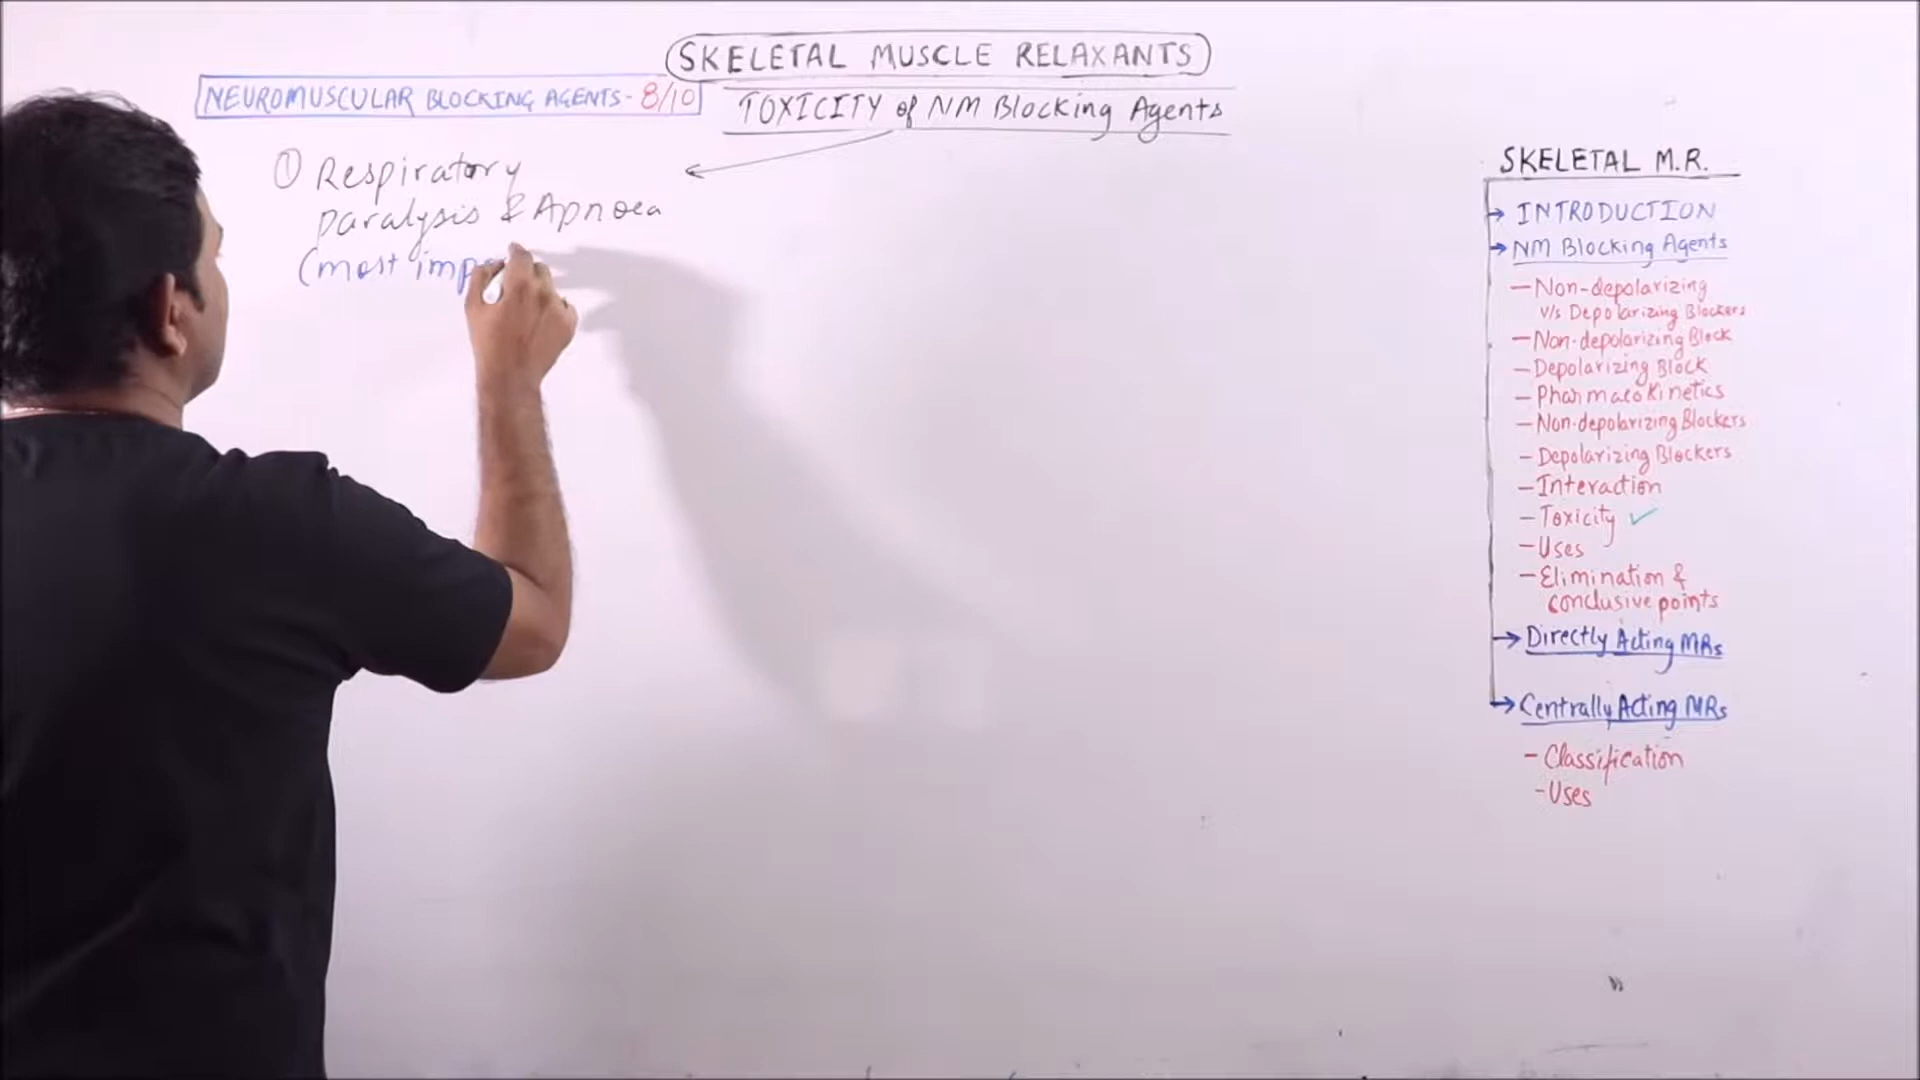 SKELETAL MUSCLE RELAXANTS
NEUROMUSCULAR BLOCKING AGENTS - 8/10
TOXICITY of NM Blocking Agents
① Respiratory
paralysis & Apnoea
(most imp
SKELETAL M.R.
→ INTRODUCTION
→ NM Blocking Agents
- Non-depolarizing
v/s Depolarizing Blockers
- Non-depolarizing Block
- Depolarizing Block
- Pharmacokinetics
- Non-depolarizing Blockers
- Depolarizing Blockers
- Interaction
- Toxicity ✓
- Uses
- Elimination &
conclusive points
→ Directly Acting MRs
→ Centrally Acting MRs
- Classification
- Uses